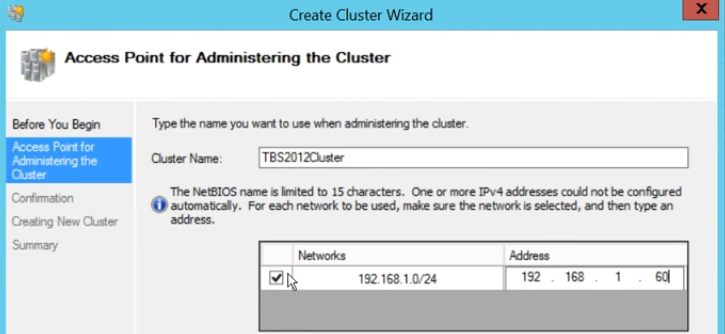 Create Cluster Wizard
X
Access Point for Administering the Cluster
Before You Begin
Access Point for
Administering the
Cluster
Confirmation
Creating New Cluster
Summary
Type the name you want to use when administering the cluster.
Cluster Name: TBS2012Cluster
The NetBIOS name is limited to 15 characters. One or more IPv4 addresses could not be configured
automatically. For each network to be used, make sure the network is selected, and then type an
address.
Networks Address
192.168.1.0/24 192 . 168 . 1 . 60